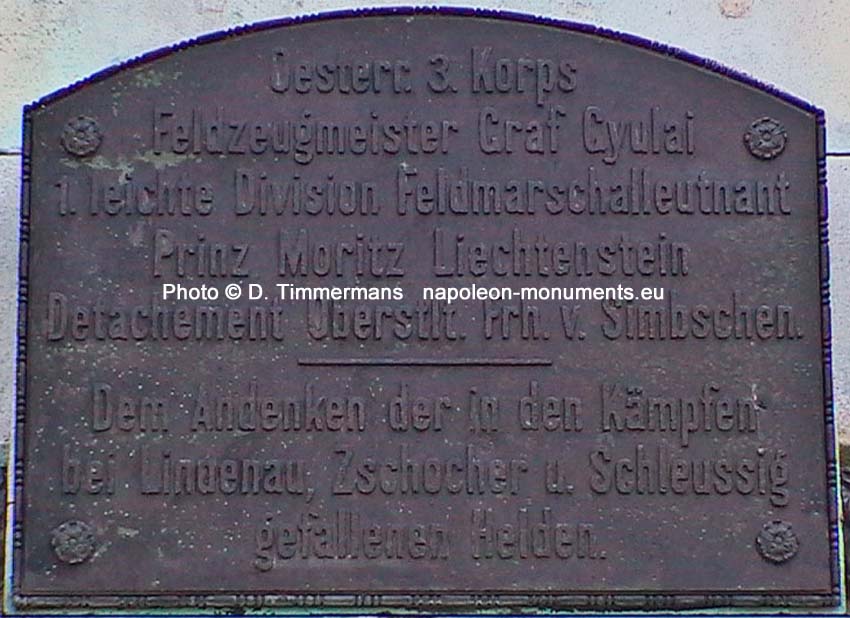 Oesterr. 3. Korps
Feldzeugmeister Graf Gyulai
1. leichte Division Feldmarschalleutnant
Prinz Moritz Liechtenstein
Photo © D. Timmermans napoleon-monuments.eu
Detachement Oberstlt. Frh. v. Simbschen.
Dem Andenken der in den Kämpfen
bei Lindenau, Zschocher u. Schleussig
gefallenen Helden.